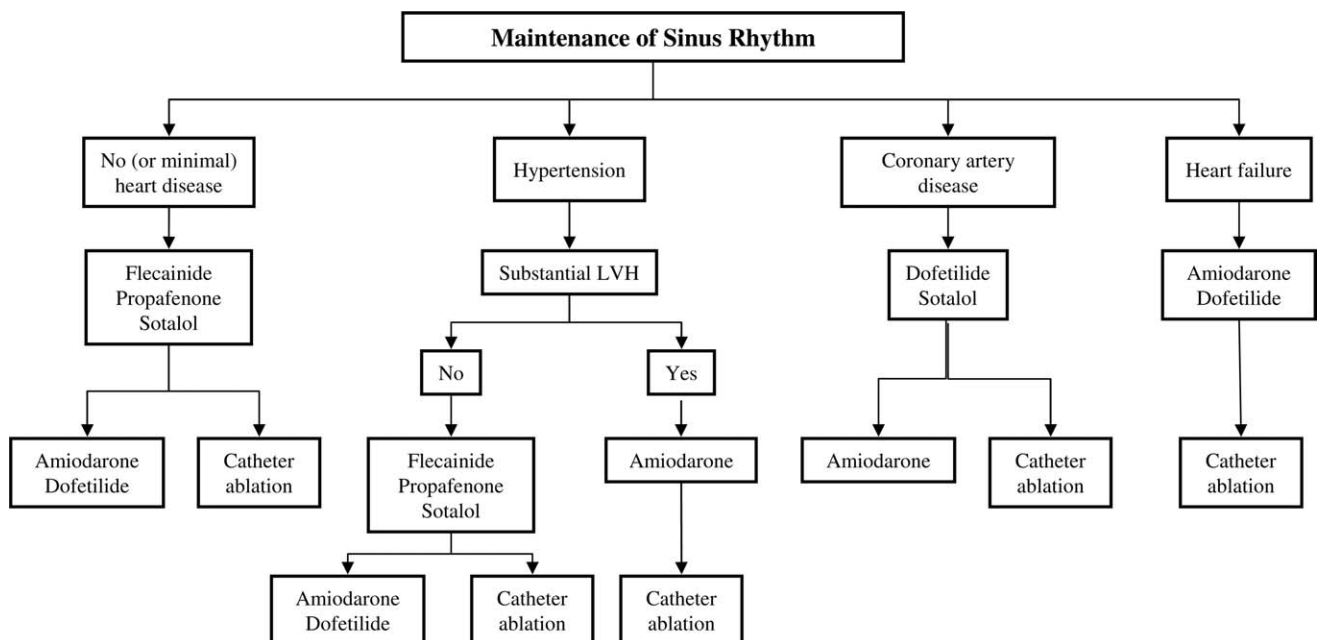 Maintenance of Sinus Rhythm
No (or minimal)
heart disease
Hypertension
Coronary artery
disease
Heart failure
Flecainide
Propafenone
Sotalol
Substantial LVH
Dofetilide
Sotalol
Amiodarone
Dofetilide
No
Yes
Amiodarone
Dofetilide
Catheter
ablation
Flecainide
Propafenone
Sotalol
Amiodarone
Amiodarone
Catheter
ablation
Catheter
ablation
Amiodarone
Dofetilide
Catheter
ablation
Catheter
ablation